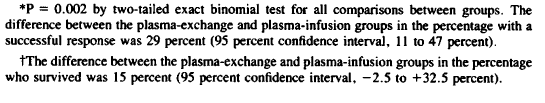 *P = 0.002 by two-tailed exact binomial test for all comparisons between groups. The
difference between the plasma-exchange and plasma-infusion groups in the percentage with a
successful response was 29 percent (95 percent confidence interval, 11 to 47 percent).
†The difference between the plasma-exchange and plasma-infusion groups in the percentage
who survived was 15 percent (95 percent confidence interval, −2.5 to +32.5 percent).